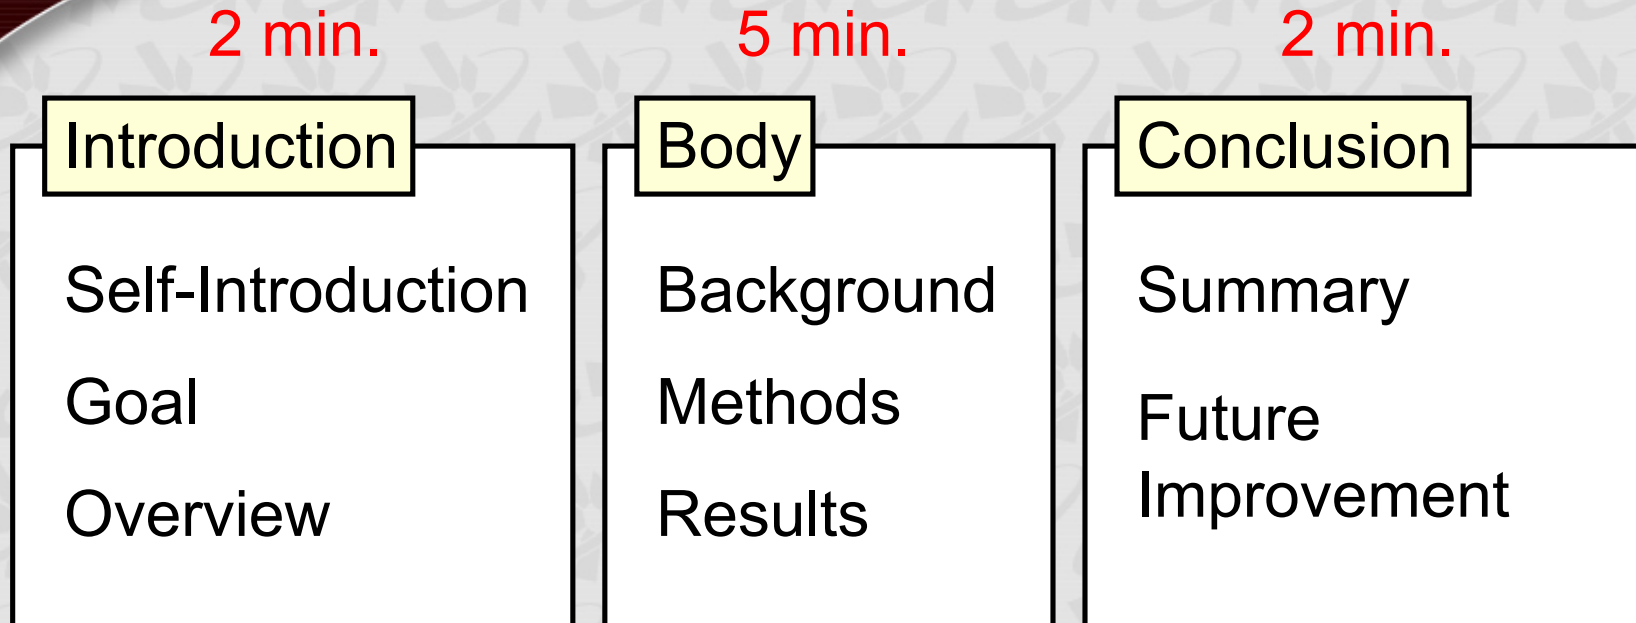 2 min.
5 min.
2 min.
Introduction
Self-Introduction
Goal
Overview
Body
Background
Methods
Results
Conclusion
Summary
Future
Improvement